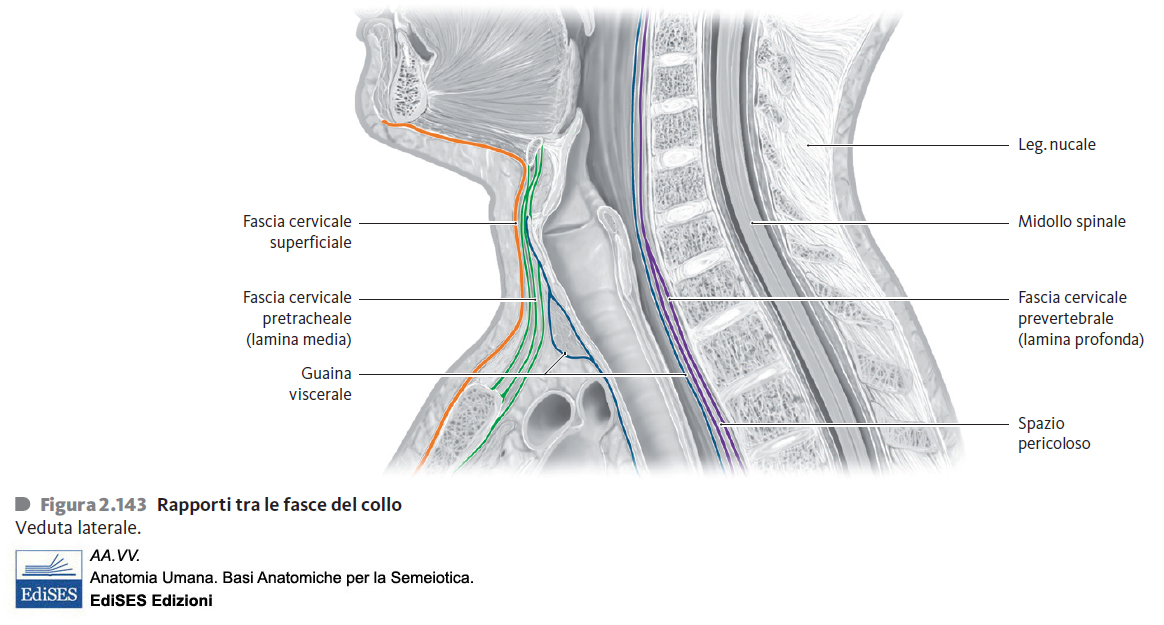 Leg. nucale
Fascia cervicale
superficiale
Midollo spinale
Fascia cervicale
pretracheale
(lamina media)
Fascia cervicale
prevertebrale
(lamina profonda)
Guaina
viscerale
Spazio
pericoloso
Figura 2.143 Rapporti tra le fasce del collo
Veduta laterale.
AA.VV.
Anatomia Umana. Basi Anatomiche per la Semeiotica.
EdiSES
EdiSES Edizioni